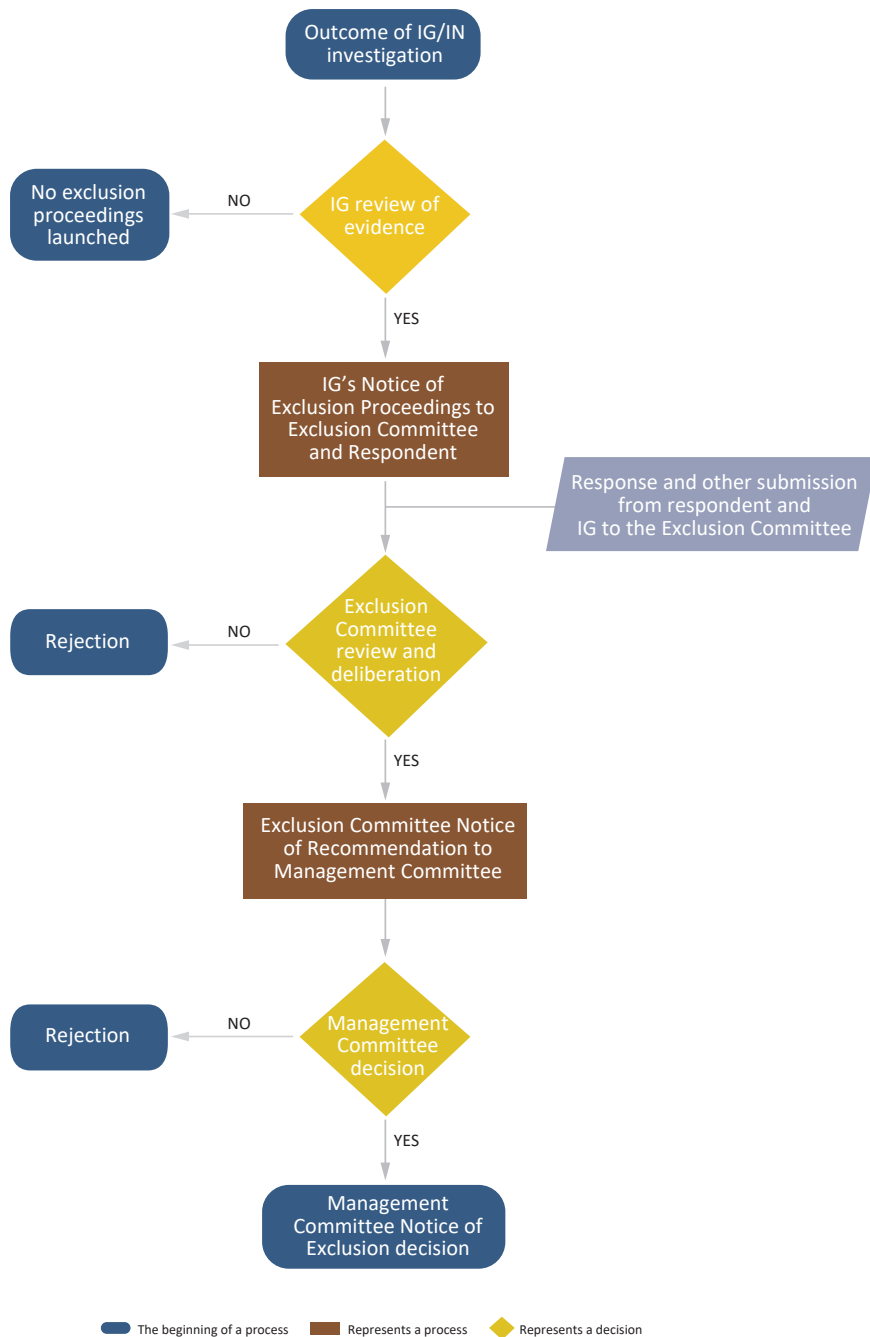 Outcome of IG/IN
investigation
No exclusion
proceedings
launched
NO
IG review of
evidence
YES
IG’s Notice of
Exclusion Proceedings to
Exclusion Committee
and Respondent
Response and other submission
from respondent and
IG to the Exclusion Committee
Rejection
NO
Exclusion
Committee
review and
deliberation
YES
Exclusion Committee Notice
of Recommendation to
Management Committee
Rejection
NO
Management
Committee
decision
YES
Management
Committee Notice of
Exclusion decision
The beginning of a process
Represents a process
Represents a decision